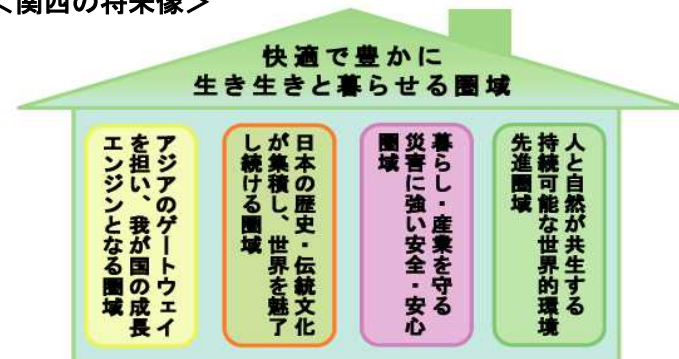 ＜関西の将来像＞
快適で豊かに
生き生きと暮らせる圏域
アジアのゲートウェイ
を担い、我が国の成長
エンジンとなる圏域
日本の歴史・伝統文化
が集積し、世界を魅了
し続ける圏域
暮らし・産業を守る
災害に強い安全・安心
圏域
人と自然が共生する
持続可能な世界的環境
先進圏域